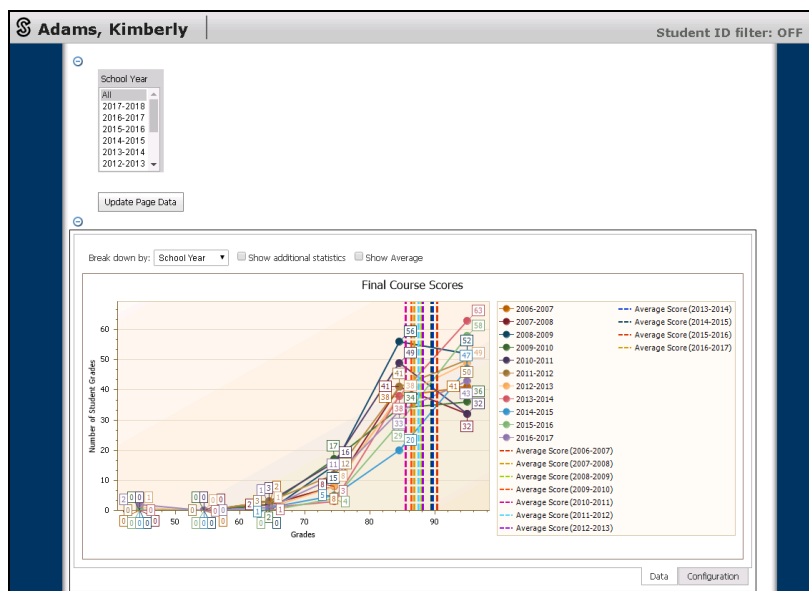 Adams, Kimberly
Student ID filter: OFF
School Year
All
2017-2018
2016-2017
2015-2016
2014-2015
2013-2014
2012-2013
Update Page Data
Break down by: School Year Show additional statistics Show Average
Final Course Scores
Number of Student Grades
60
50
40
30
20
10
0
50 60 70 80 90
Grades
63
58
56
52
49
47
49
41
50
41
38
43
41
36
38
34
32
38
33
32
29
20
17
16
11
12
15
8
8
8
3
4
2006-2007
2007-2008
2008-2009
2009-2010
2010-2011
2011-2012
2012-2013
2013-2014
2014-2015
2015-2016
2016-2017
Average Score (2006-2007)
Average Score (2007-2008)
Average Score (2008-2009)
Average Score (2009-2010)
Average Score (2010-2011)
Average Score (2011-2012)
Average Score (2012-2013)
Average Score (2013-2014)
Average Score (2014-2015)
Average Score (2015-2016)
Average Score (2016-2017)
Data
Configuration